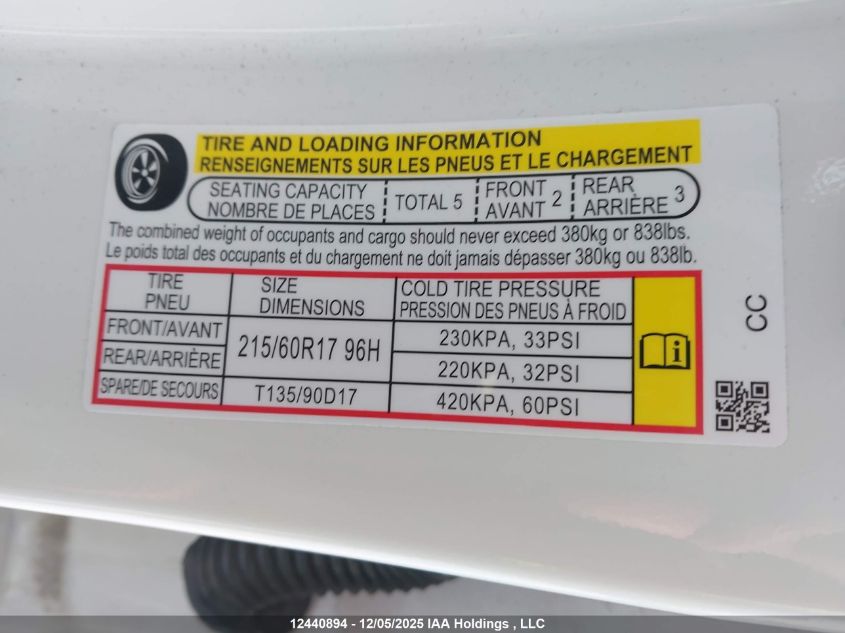 TIRE AND LOADING INFORMATION
RENSEIGNEMENTS SUR LES PNEUS ET LE CHARGEMENT
SEATING CAPACITY
NOMBRE DE PLACES
TOTAL 5
FRONT
AVANT 2
REAR
ARRIÈRE 3
The combined weight of occupants and cargo should never exceed 380kg or 838lbs.
Le poids total des occupants et du chargement ne doit jamais dépasser 380kg ou 838lb.
TIRE
PNEU
SIZE
DIMENSIONS
COLD TIRE PRESSURE
PRESSION DES PNEUS À FROID
FRONT/AVANT
215/60R17 96H
230KPA, 33PSI
REAR/ARRIÈRE
220KPA, 32PSI
SPARE/DE SECOURS
T135/90D17
420KPA, 60PSI
CC
12440894 - 12/05/2025 IAA Holdings , LLC